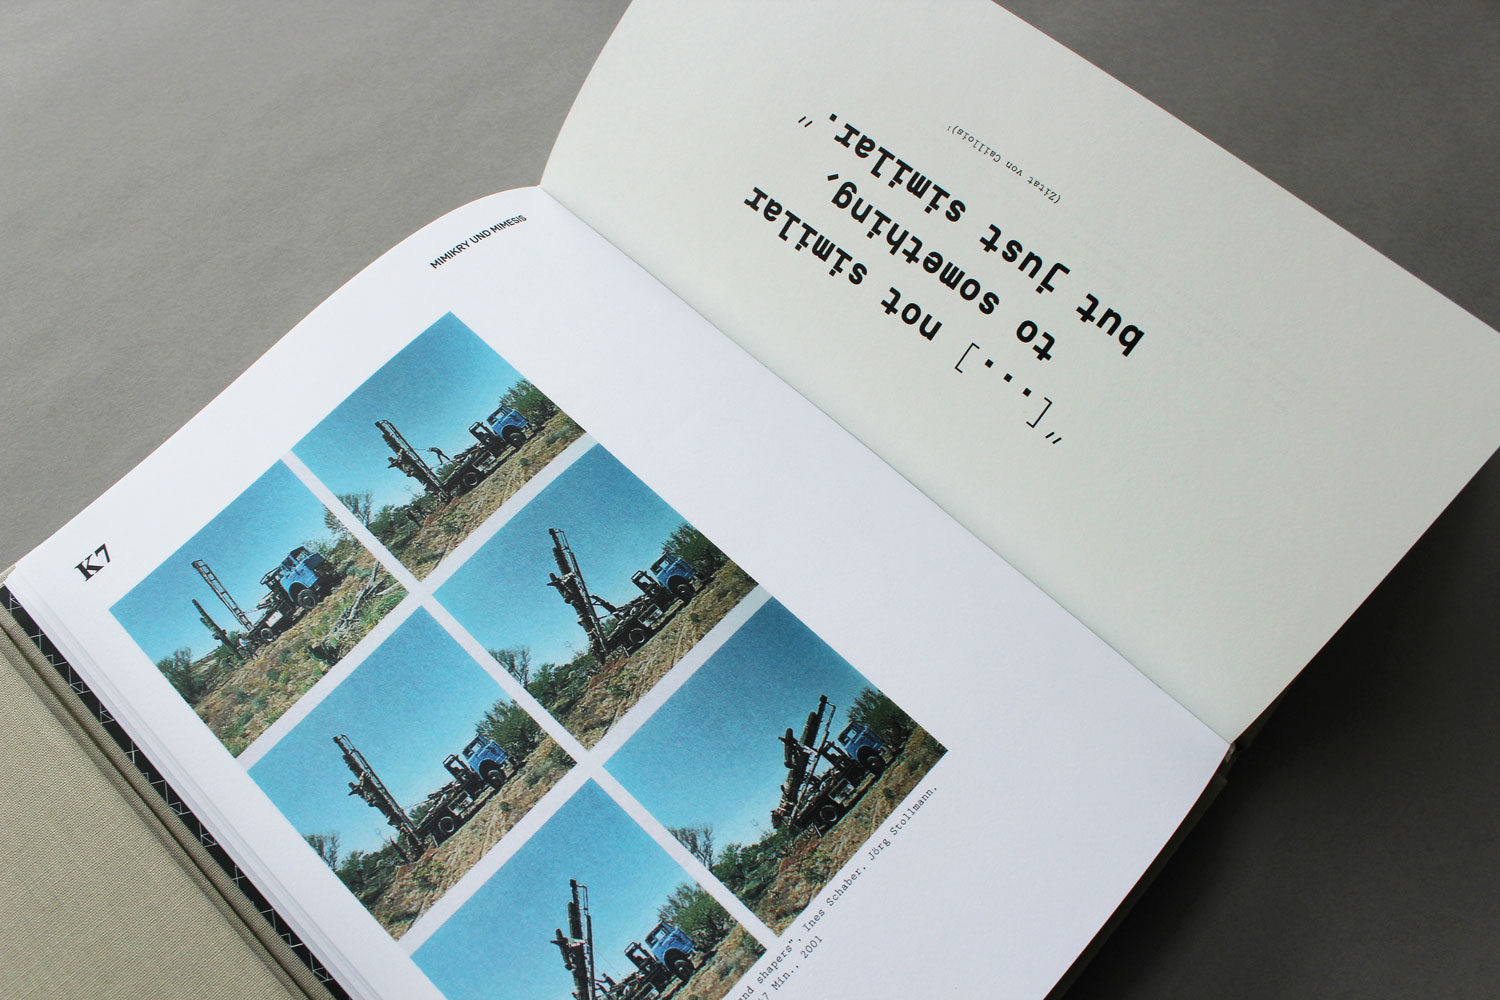 MIMIKRY UND MIMESIS
K7
and shapers", Ines Schaber, Jörg Stollmann,
7 Min., 2001
"[...] not similar
to something,
but just similar."
(Zitat von Caillois)¹